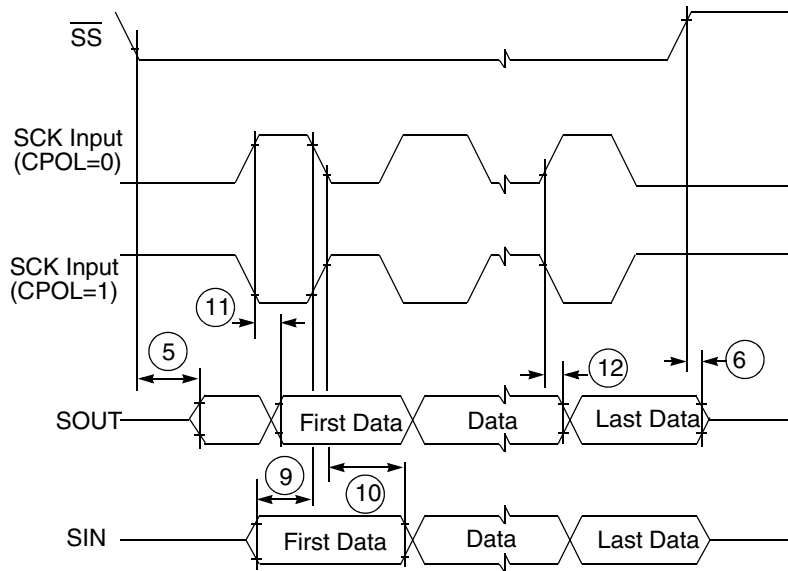 SS
SCK Input
(CPOL=0)
SCK Input
(CPOL=1)
11
5
12
6
SOUT
First Data
Data
Last Data
9
10
SIN
First Data
Data
Last Data